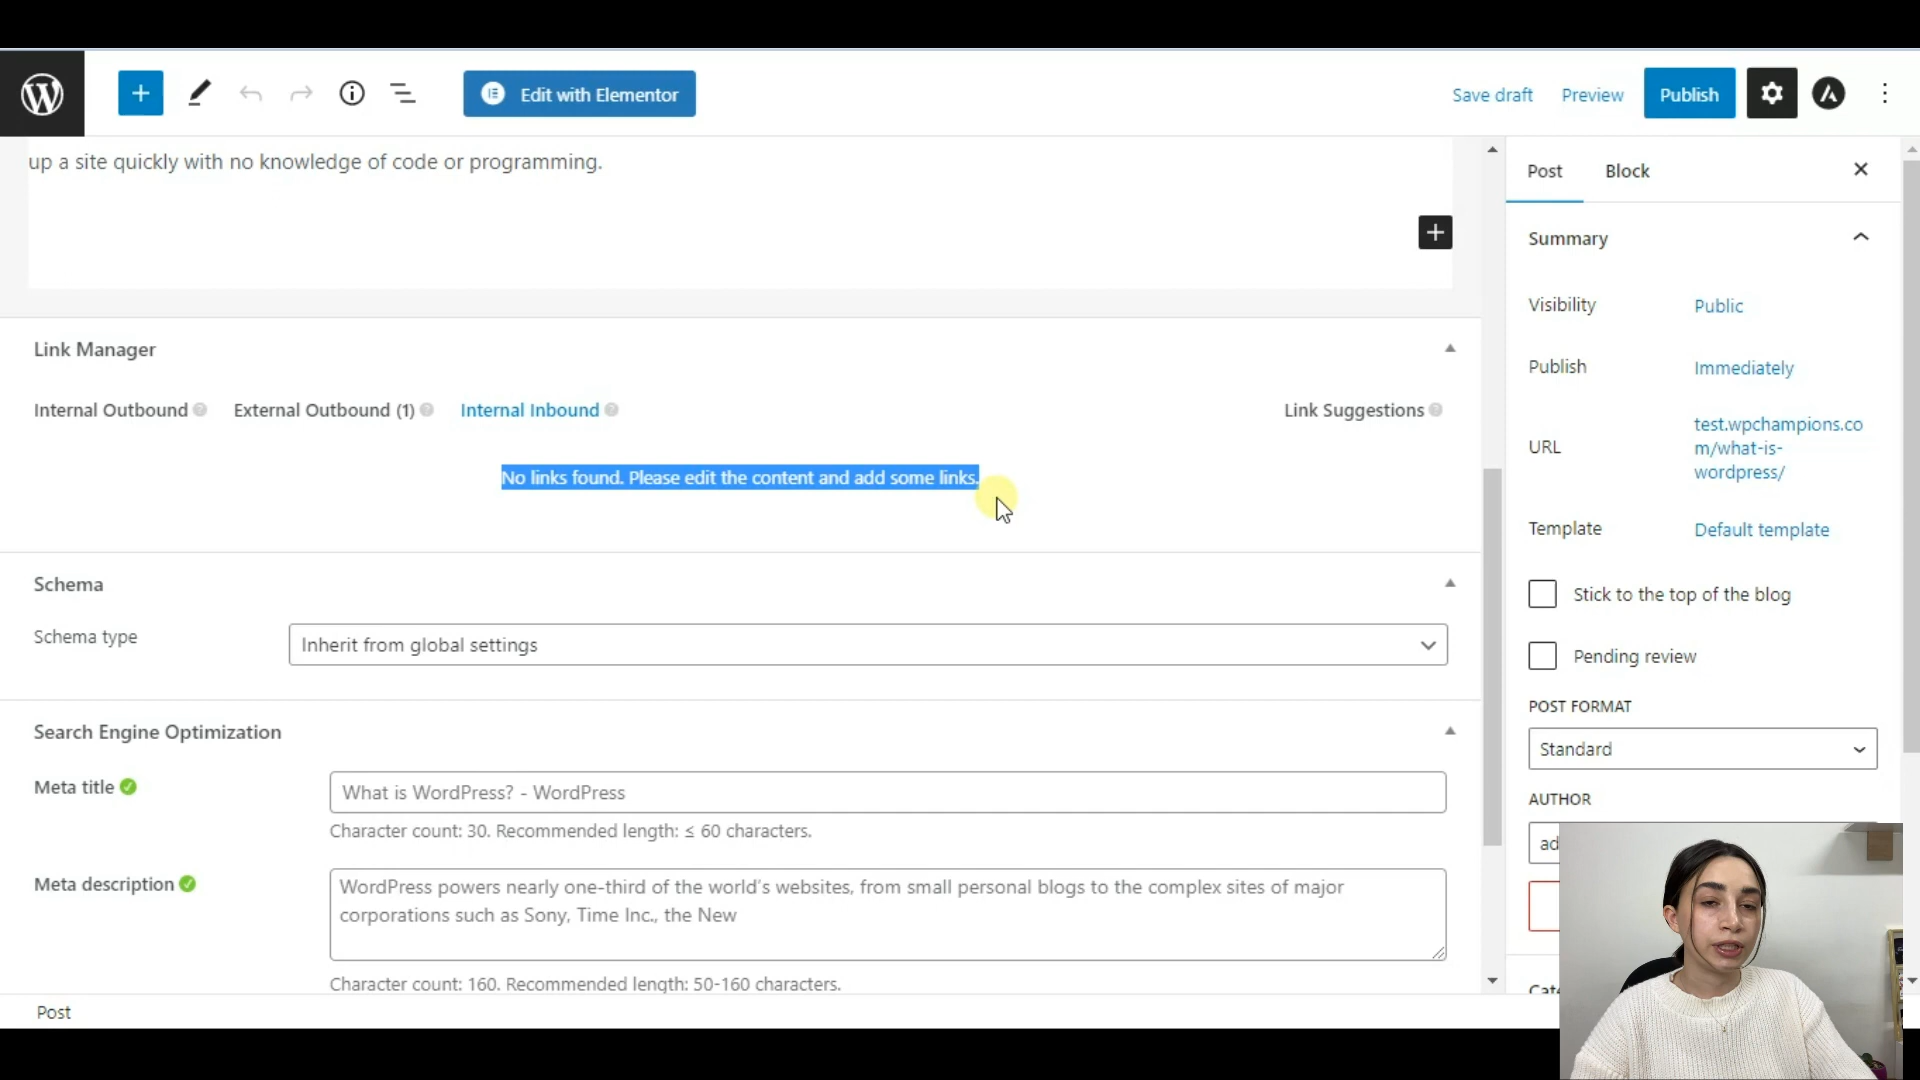 Edit with Elementor
Save draft
Preview
Publish
up a site quickly with no knowledge of code or programming.
Link Manager
Internal Outbound
External Outbound (1)
Internal Inbound
Link Suggestions
No links found. Please edit the content and add some links.
Schema
Schema type
Inherit from global settings
Search Engine Optimization
Meta title
What is WordPress? - WordPress
Character count: 30. Recommended length: ≤ 60 characters.
Meta description
WordPress powers nearly one-third of the world's websites, from small personal blogs to the complex sites of major
corporations such as Sony, Time Inc., the New
Character count: 160. Recommended length: 50-160 characters.
Post
Post
Block
Summary
Visibility
Public
Publish
Immediately
URL
test.wpchampions.co
m/what-is-
wordpress/
Template
Default template
Stick to the top of the blog
Pending review
POST FORMAT
Standard
AUTHOR